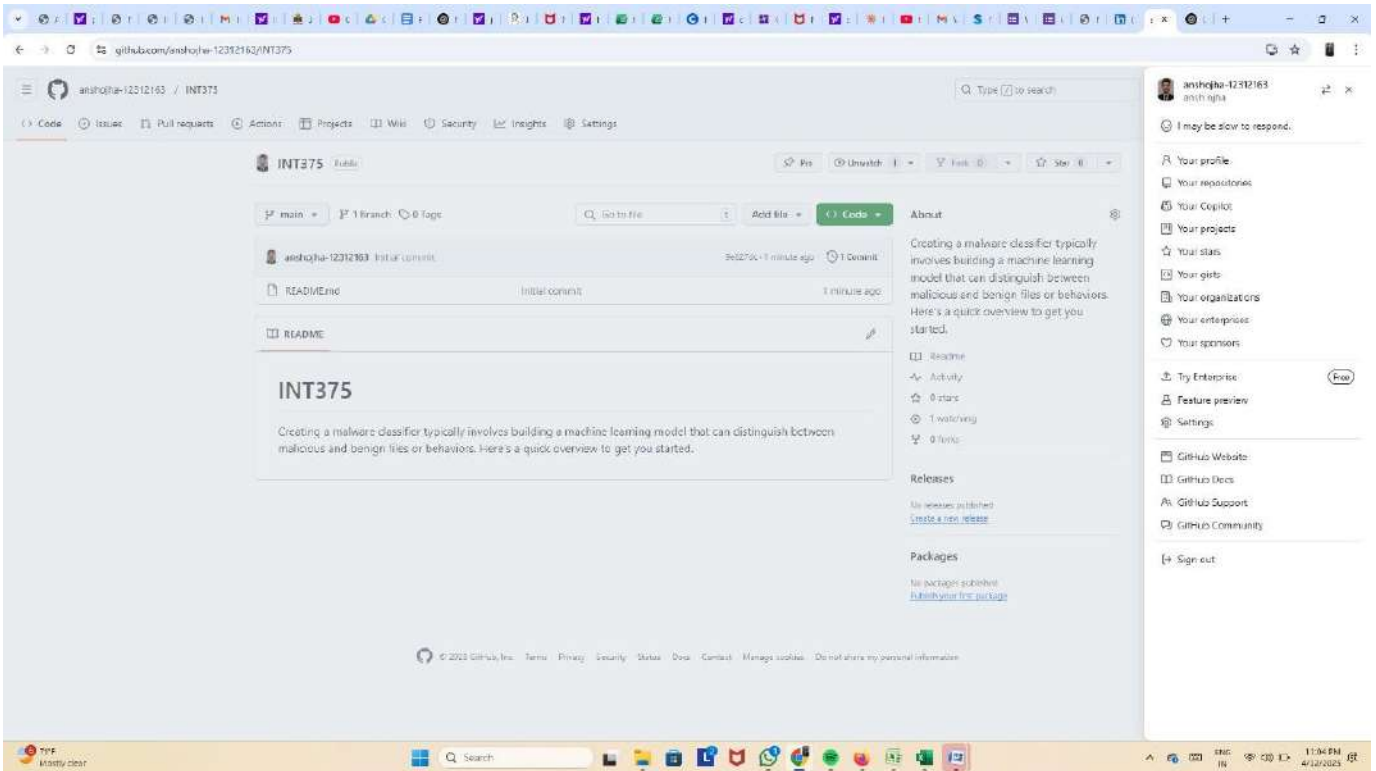 github.com/anshojha-12312163/INT375
anshojha-12312163 / INT375
Type / to search
Code Issues Pull requests Actions Projects Wiki Security Insights Settings
INT375 Public
Pin Unwatch 1 Fork 0 Star 0
main 1 Branch 0 Tags
Go to file t Add file Code
anshojha-12312163 Initial commit
1 minute ago 1 Commit
README.md Initial commit 1 minute ago
README
INT375
Creating a malware classifier typically involves building a machine learning model that can distinguish between
malicious and benign files or behaviors. Here's a quick overview to get you started.
About
Creating a malware classifier typically
involves building a machine learning
model that can distinguish between
malicious and benign files or behaviors.
Here's a quick overview to get you
started.
Readme
Activity
0 stars
1 watching
0 forks
Releases
No releases published
Create a new release
Packages
No packages published
Publish your first package
GitHub, Inc. Terms Privacy Security Status Docs Contact Manage cookies Do not share my personal information
anshojha-12312163
ansh ojha
I may be slow to respond.
Your profile
Your repositories
Your Copilot
Your projects
Your stars
Your gists
Your organizations
Your enterprises
Your sponsors
Try Enterprise Free
Feature preview
Settings
GitHub Website
GitHub Docs
GitHub Support
GitHub Community
Sign out
Mostly clear
Search
ENG
IN
11:04 PM
4/12/2025